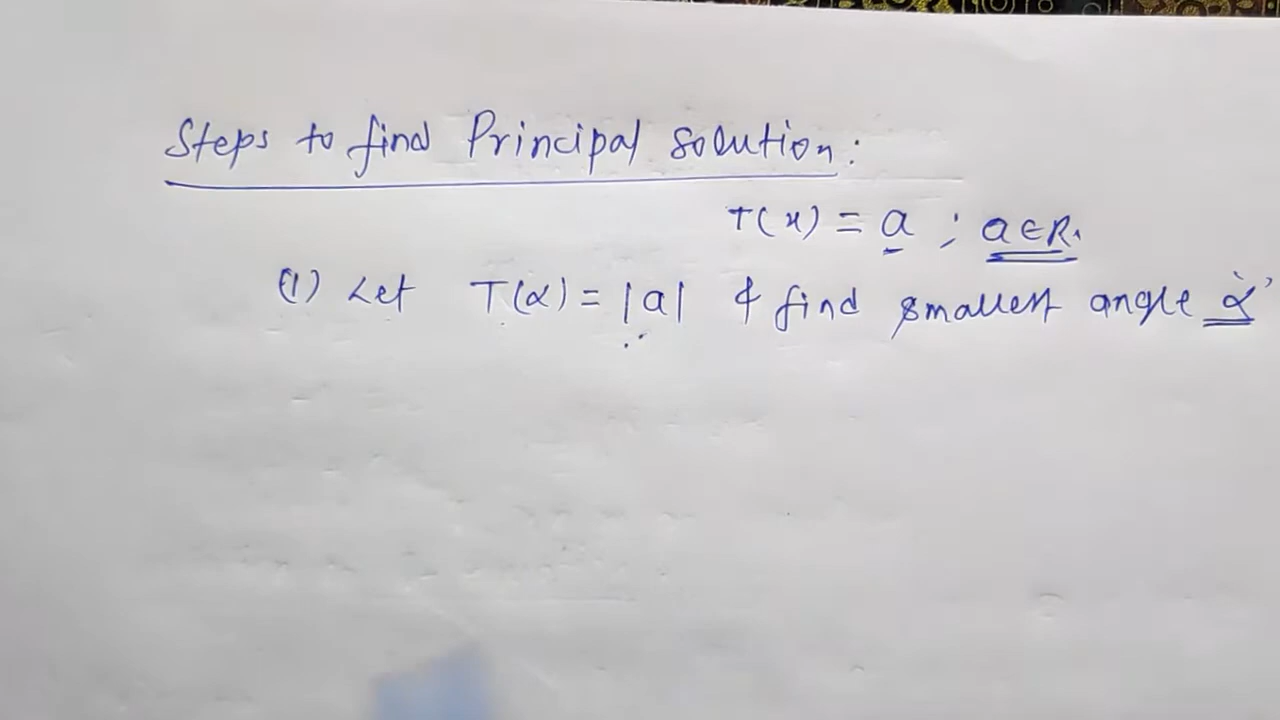 Steps to find Principal solution:
T(x) = a ; a ∈ R.
(1) Let T(α) = |a| & find smallest angle 'α'